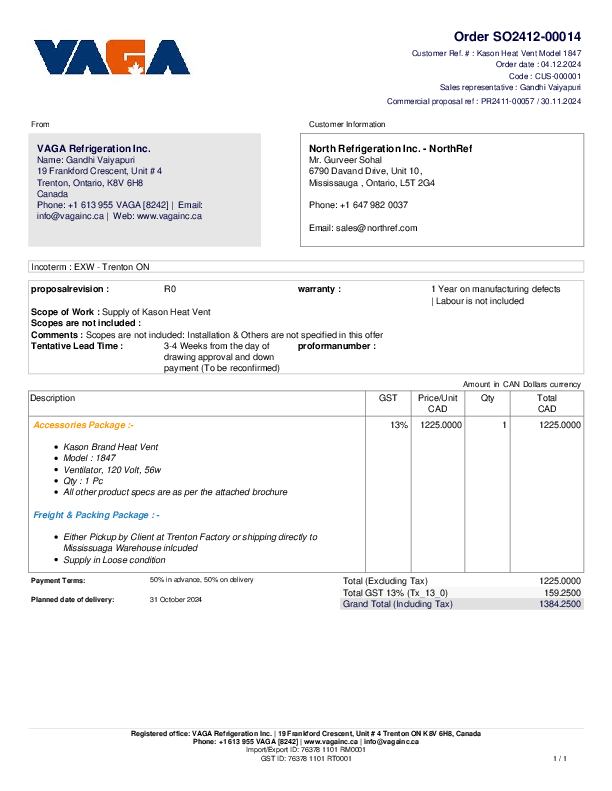 VAGA
Order SO2412-00014
Customer Ref. # : Kason Heat Vent Model 1847
Order date : 04.12.2024
Code : CUS-000001
Sales representative : Gandhi Vaiyapuri
Commercial proposal ref : PR2411-00057 / 30.11.2024
From
VAGA Refrigeration Inc.
Name: Gandhi Vaiyapuri
19 Frankford Crescent, Unit # 4
Trenton, Ontario, K8V 6H8
Canada
Phone: +1 613 955 VAGA [8242] | Email:
info@vagainc.ca | Web: www.vagainc.ca
Customer Information
North Refrigeration Inc. - NorthRef
Mr. Gurveer Sohal
6790 Davand Drive, Unit 10,
Mississauga , Ontario, L5T 2G4
Phone: +1 647 982 0037
Email: sales@northref.com
Incoterm : EXW - Trenton ON
proposalrevision : R0 warranty : 1 Year on manufacturing defects
| Labour is not included
Scope of Work : Supply of Kason Heat Vent
Scopes are not included :
Comments : Scopes are not included: Installation & Others are not specified in this offer
Tentative Lead Time : 3-4 Weeks from the day of proformanumber :
drawing approval and down
payment (To be reconfirmed)
Amount in CAN Dollars currency
Description GST Price/Unit Qty Total
CAD CAD
Accessories Package :- 13% 1225.0000 1 1225.0000
• Kason Brand Heat Vent
• Model : 1847
• Ventilator, 120 Volt, 56w
• Qty : 1 Pc
• All other product specs are as per the attached brochure
Freight & Packing Package : -
• Either Pickup by Client at Trenton Factory or shipping directly to
Missisuaga Warehouse inlcuded
• Supply in Loose condition
Payment Terms: 50% in advance, 50% on delivery
Planned date of delivery: 31 October 2024
Total (Excluding Tax) 1225.0000
Total GST 13% (Tx_13_0) 159.2500
Grand Total (Including Tax) 1384.2500
Registered office: VAGA Refrigeration Inc. | 19 Frankford Crescent, Unit # 4 Trenton ON K8V 6H8, Canada
Phone: +1 613 955 VAGA [8242] | www.vagainc.ca | info@vagainc.ca
Import/Export ID: 76378 1101 RM0001
GST ID: 76378 1101 RT0001
1 / 1